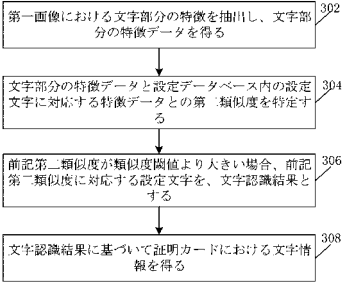 第一画像における文字部分の特徴を抽出し、文字部
分の特徴データを得る
302
文字部分の特徴データと設定データベース内の設定
文字に対応する特徴データとの第二類似度を特定す
る
304
前記第二類似度が類似度閾値より大きい場合、前記
第二類似度に対応する設定文字を、文字認識結果と
する
306
文字認識結果に基づいて証明カードにおける文字情
報を得る
308